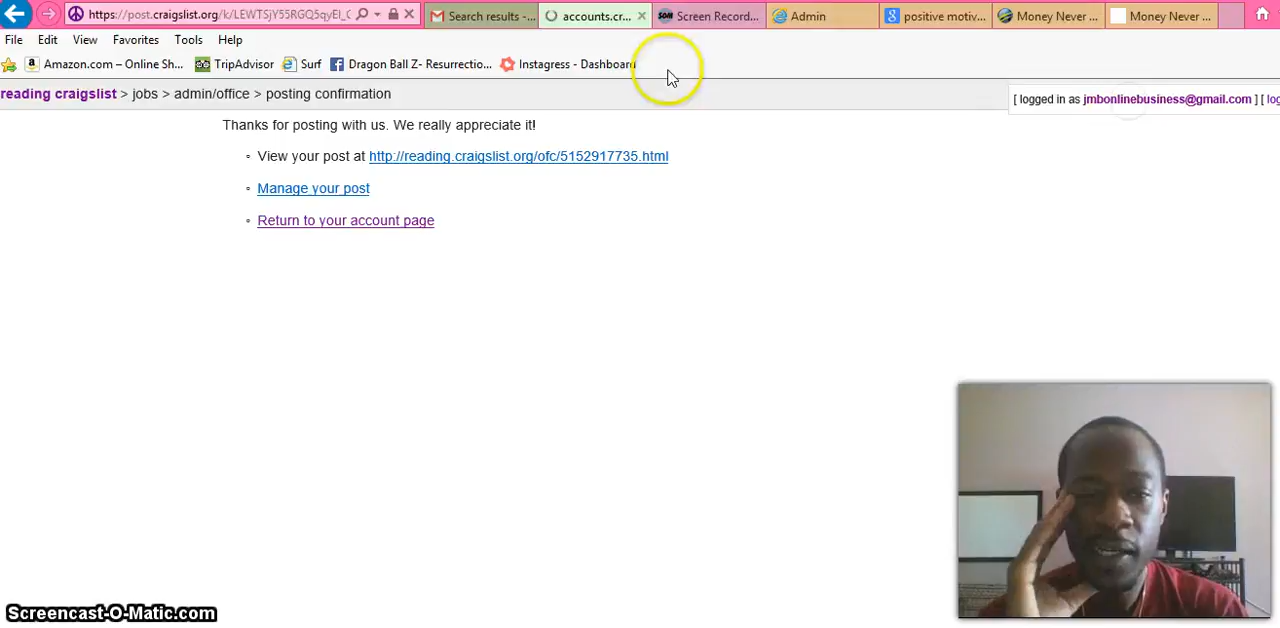 https://post.craigslist.org/k/LEWTSjY55RGQ5qyEI_C
Search results -...
accounts.cr...
SOM Screen Record...
Admin
positive motiv...
Money Never ...
Money Never ...
File Edit View Favorites Tools Help
Amazon.com – Online Sh... TripAdvisor Surf Dragon Ball Z- Resurrectio... Instagress - Dashboard
reading craigslist > jobs > admin/office > posting confirmation
[ logged in as jmbonlinebusiness@gmail.com ] [ log
Thanks for posting with us. We really appreciate it!
View your post at http://reading.craigslist.org/ofc/5152917735.html
Manage your post
Return to your account page
Screencast-O-Matic.com